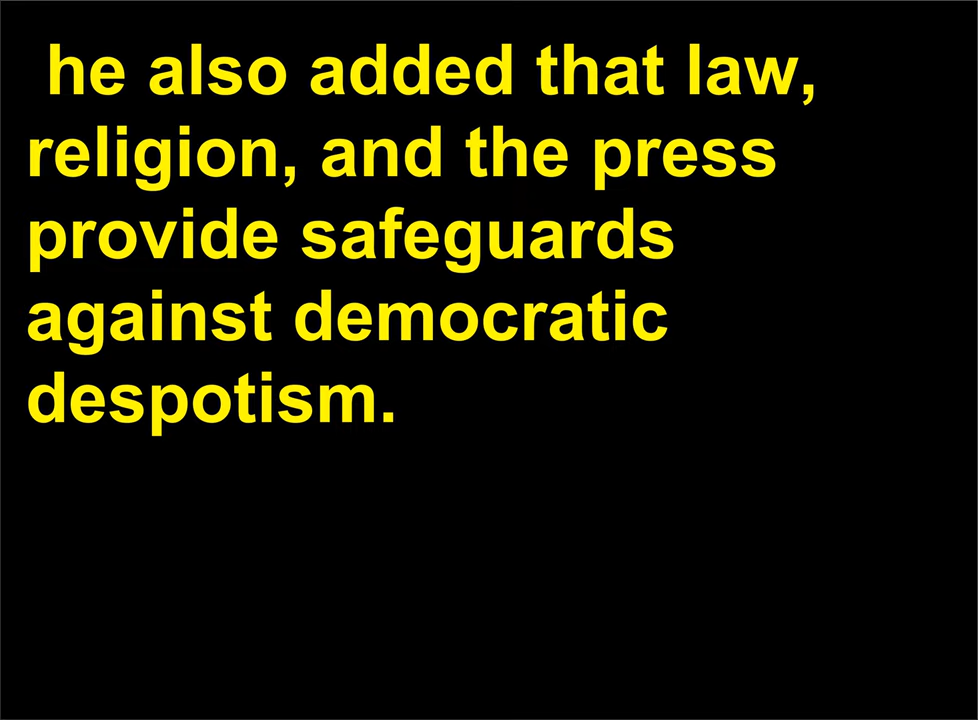 he also added that law,
religion, and the press
provide safeguards
against democratic
despotism.